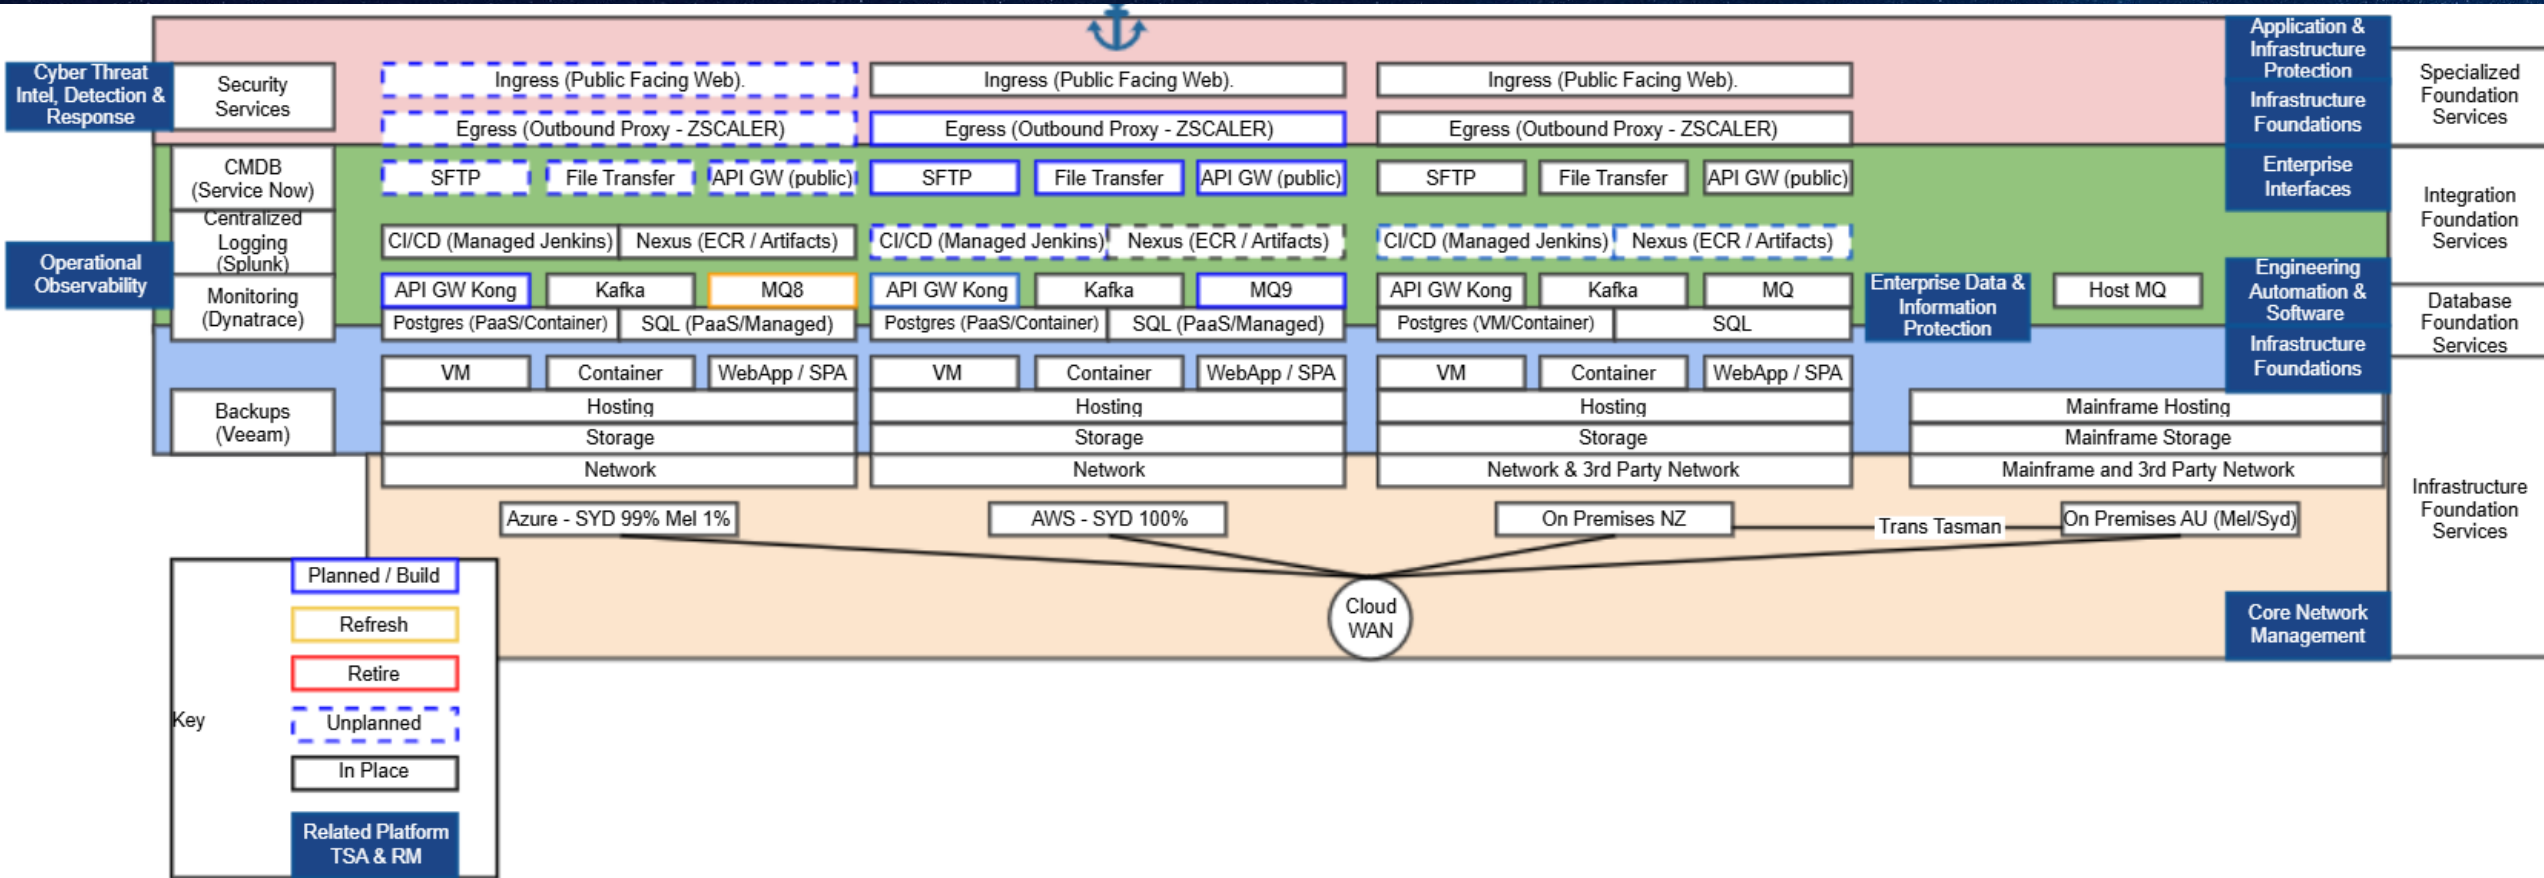 Application &
Infrastructure
Protection
Cyber Threat
Intel, Detection &
Response
Security
Services
Ingress (Public Facing Web).
Ingress (Public Facing Web).
Ingress (Public Facing Web).
Specialized
Foundation
Services
Egress (Outbound Proxy - ZSCALER)
Egress (Outbound Proxy - ZSCALER)
Egress (Outbound Proxy - ZSCALER)
Infrastructure
Foundations
CMDB
(Service Now)
SFTP
File Transfer
API GW (public)
SFTP
File Transfer
API GW (public)
SFTP
File Transfer
API GW (public)
Enterprise
Interfaces
Integration
Foundation
Services
Centralized
Logging
(Splunk)
CI/CD (Managed Jenkins)
Nexus (ECR / Artifacts)
CI/CD (Managed Jenkins)
Nexus (ECR / Artifacts)
CI/CD (Managed Jenkins)
Nexus (ECR / Artifacts)
Operational
Observability
Monitoring
(Dynatrace)
API GW Kong
Kafka
MQ8
API GW Kong
Kafka
MQ9
API GW Kong
Kafka
MQ
Enterprise Data &
Information
Protection
Host MQ
Engineering
Automation &
Software
Database
Foundation
Services
Postgres (PaaS/Container)
SQL (PaaS/Managed)
Postgres (PaaS/Container)
SQL (PaaS/Managed)
Postgres (VM/Container)
SQL
Infrastructure
Foundations
VM
Container
WebApp / SPA
VM
Container
WebApp / SPA
VM
Container
WebApp / SPA
Backups
(Veeam)
Hosting
Hosting
Hosting
Mainframe Hosting
Storage
Storage
Storage
Mainframe Storage
Network
Network
Network & 3rd Party Network
Mainframe and 3rd Party Network
Infrastructure
Foundation
Services
Azure - SYD 99% Mel 1%
AWS - SYD 100%
On Premises NZ
Trans Tasman
On Premises AU (Mel/Syd)
Cloud
WAN
Core Network
Management
Key
Planned / Build
Refresh
Retire
Unplanned
In Place
Related Platform
TSA & RM